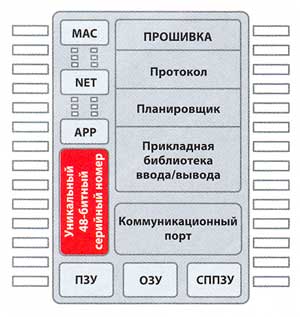 MAC
ПРОШИВКА
Протокол
NET
Планировщик
APP
Прикладная
библиотека
ввода/вывода
Уникальный
48-битный
серийный номер
Коммуникационный
порт
ПЗУ
ОЗУ
СППЗУ